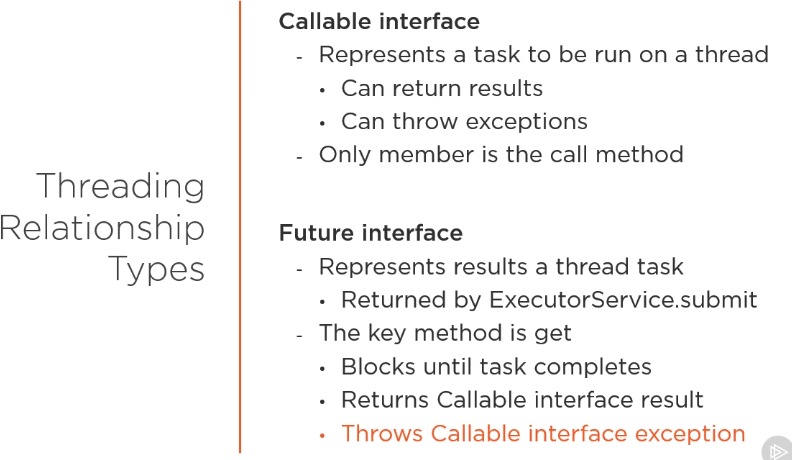 Threading
Relationship
Types
Callable interface
- Represents a task to be run on a thread
• Can return results
• Can throw exceptions
- Only member is the call method
Future interface
- Represents results a thread task
• Returned by ExecutorService.submit
- The key method is get
• Blocks until task completes
• Returns Callable interface result
• Throws Callable interface exception